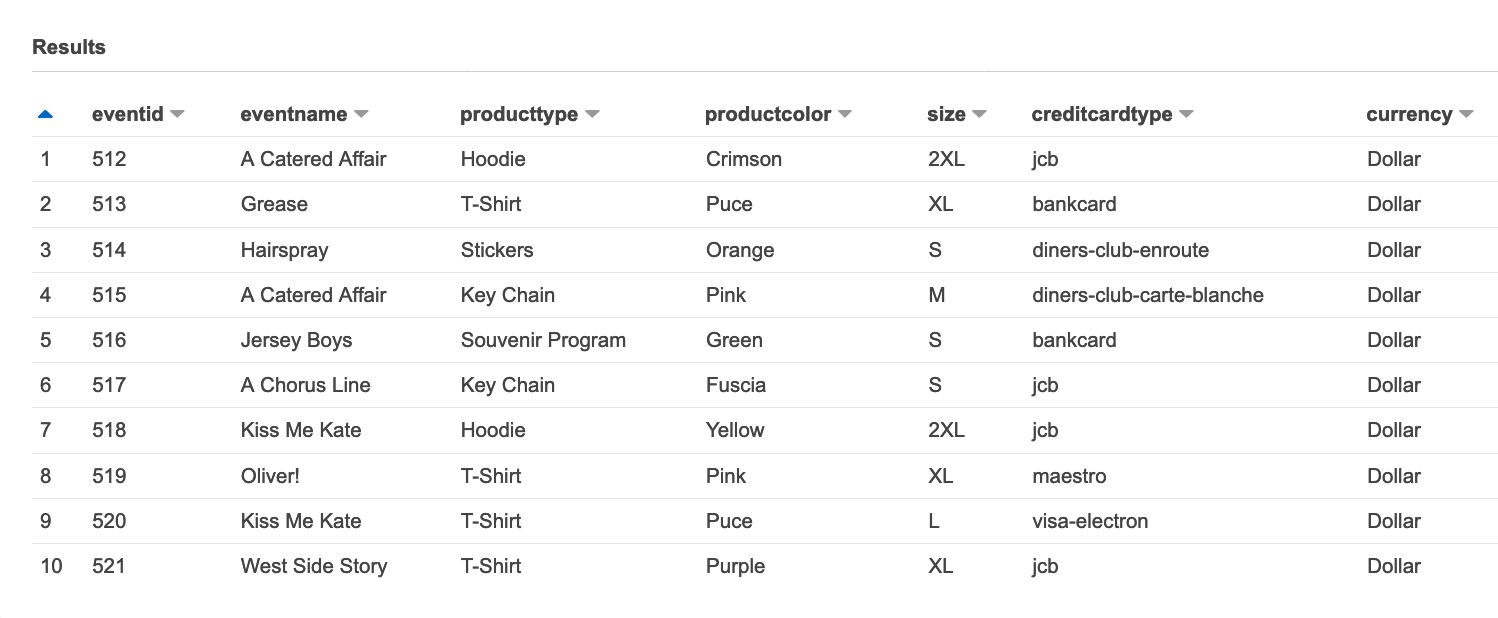 Results
eventid eventname producttype productcolor size creditcardtype currency
1 512 A Catered Affair Hoodie Crimson 2XL jcb Dollar
2 513 Grease T-Shirt Puce XL bankcard Dollar
3 514 Hairspray Stickers Orange S diners-club-enroute Dollar
4 515 A Catered Affair Key Chain Pink M diners-club-carte-blanche Dollar
5 516 Jersey Boys Souvenir Program Green S bankcard Dollar
6 517 A Chorus Line Key Chain Fuscia S jcb Dollar
7 518 Kiss Me Kate Hoodie Yellow 2XL jcb Dollar
8 519 Oliver! T-Shirt Pink XL maestro Dollar
9 520 Kiss Me Kate T-Shirt Puce L visa-electron Dollar
10 521 West Side Story T-Shirt Purple XL jcb Dollar